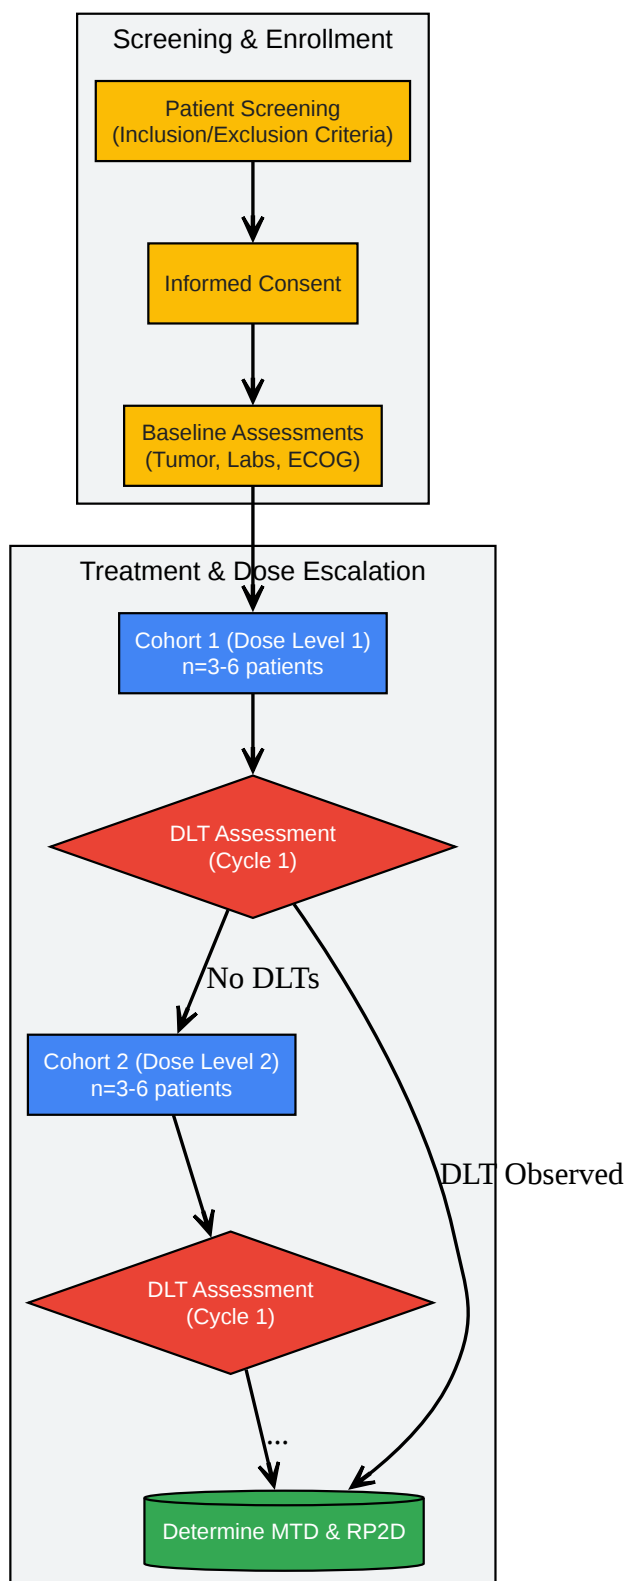 Screening & Enrollment
Patient Screening
(Inclusion/Exclusion Criteria)
Informed Consent
Baseline Assessments
(Tumor, Labs, ECOG)
Treatment & Dose Escalation
Cohort 1 (Dose Level 1)
n=3-6 patients
DLT Assessment
(Cycle 1)
No DLTs
Cohort 2 (Dose Level 2)
n=3-6 patients
DLT Observed
DLT Assessment
(Cycle 1)
...
Determine MTD & RP2D